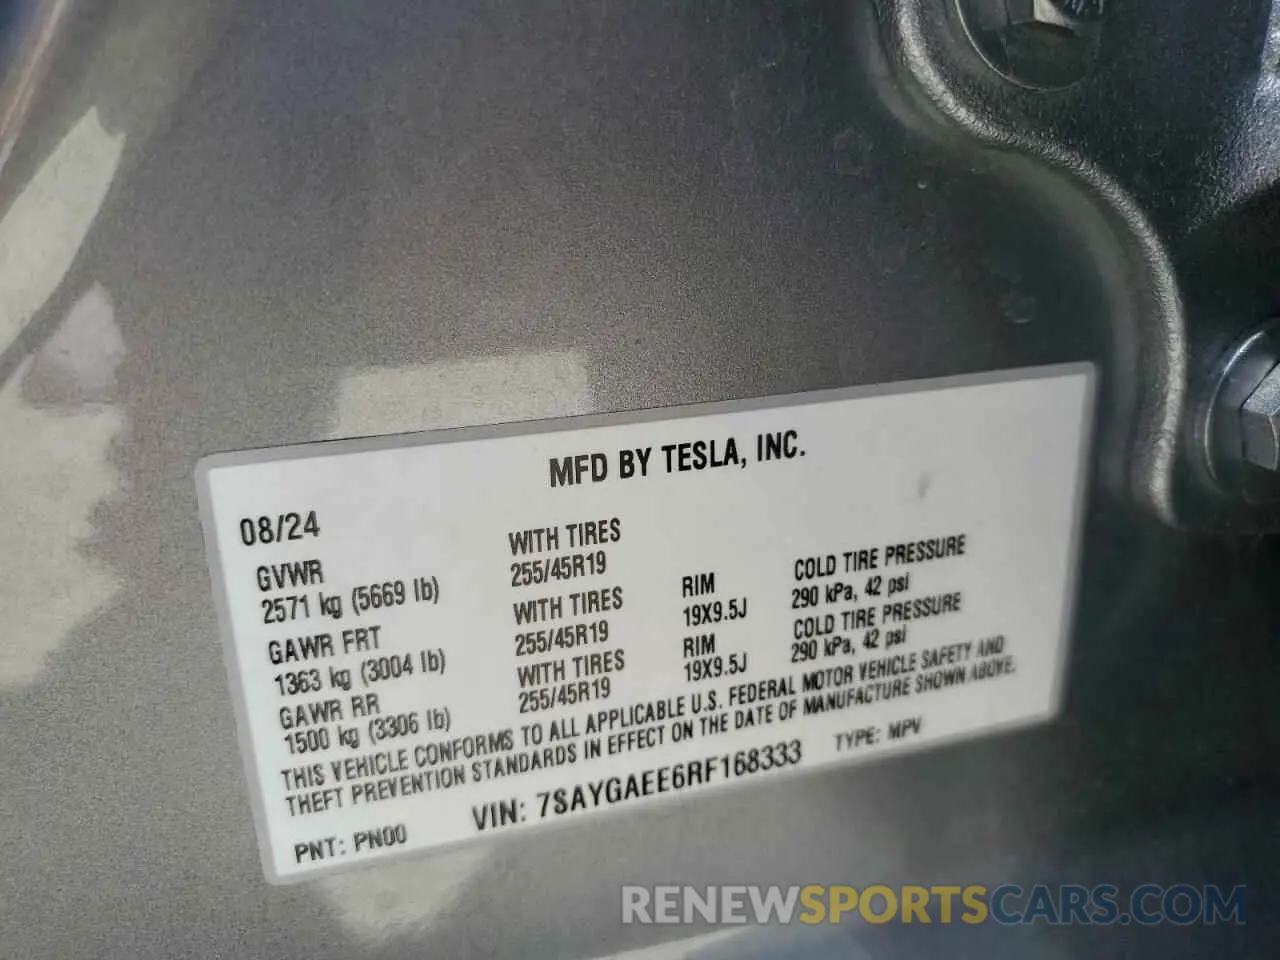 MFD BY TESLA, INC.
08/24
GVWR
2571 kg (5669 lb)
WITH TIRES
255/45R19
GAWR FRT
1363 kg (3004 lb)
WITH TIRES
255/45R19
RIM
19X9.5J
COLD TIRE PRESSURE
290 kPa, 42 psi
GAWR RR
1500 kg (3306 lb)
WITH TIRES
255/45R19
RIM
19X9.5J
COLD TIRE PRESSURE
290 kPa, 42 psi
THIS VEHICLE CONFORMS TO ALL APPLICABLE U.S. FEDERAL MOTOR VEHICLE SAFETY AND
THEFT PREVENTION STANDARDS IN EFFECT ON THE DATE OF MANUFACTURE SHOWN ABOVE.
PNT: PN00
VIN: 7SAYGAEE6RF168333
TYPE: MPV
RENEWSPORTSCARS.COM